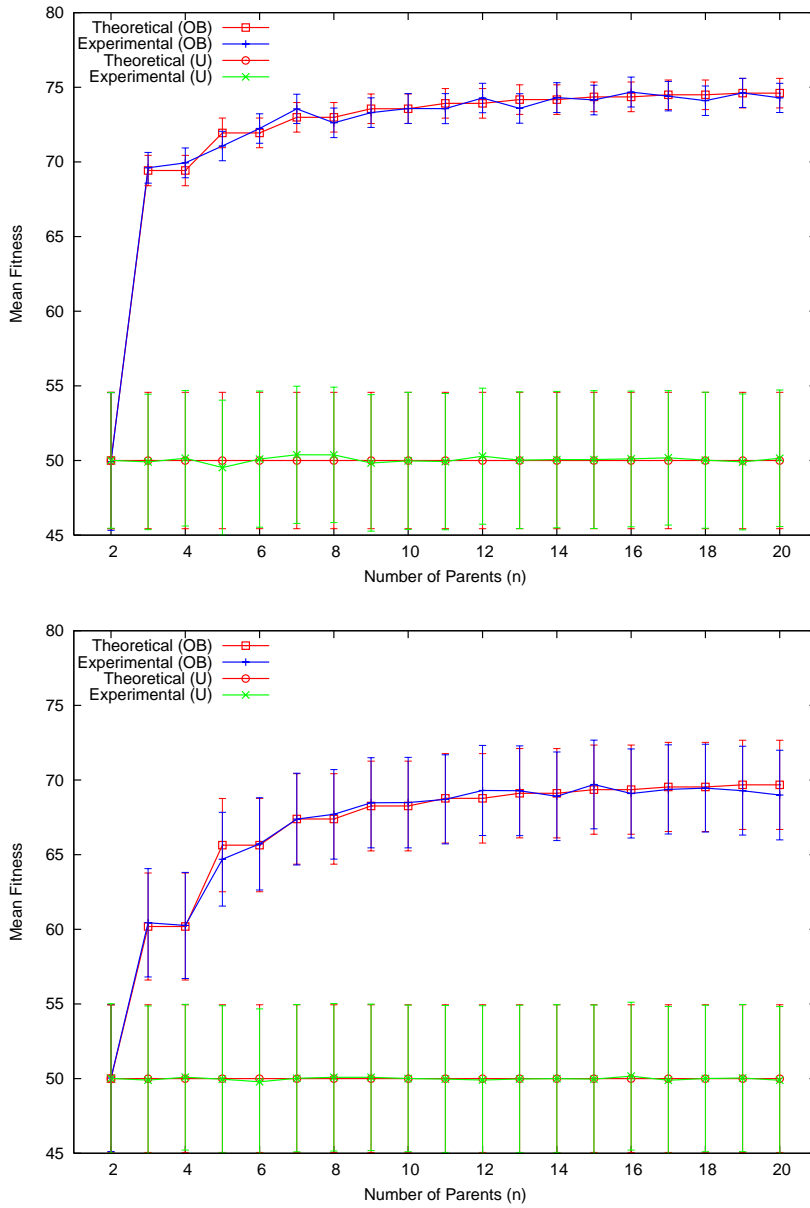 80
75
70
65
60
55
50
45
Mean Fitness
Theoretical (OB)
Experimental (OB)
Theoretical (U)
Experimental (U)
2 4 6 8 10 12 14 16 18 20
Number of Parents (n)
80
75
70
65
60
55
50
45
Mean Fitness
Theoretical (OB)
Experimental (OB)
Theoretical (U)
Experimental (U)
2 4 6 8 10 12 14 16 18 20
Number of Parents (n)